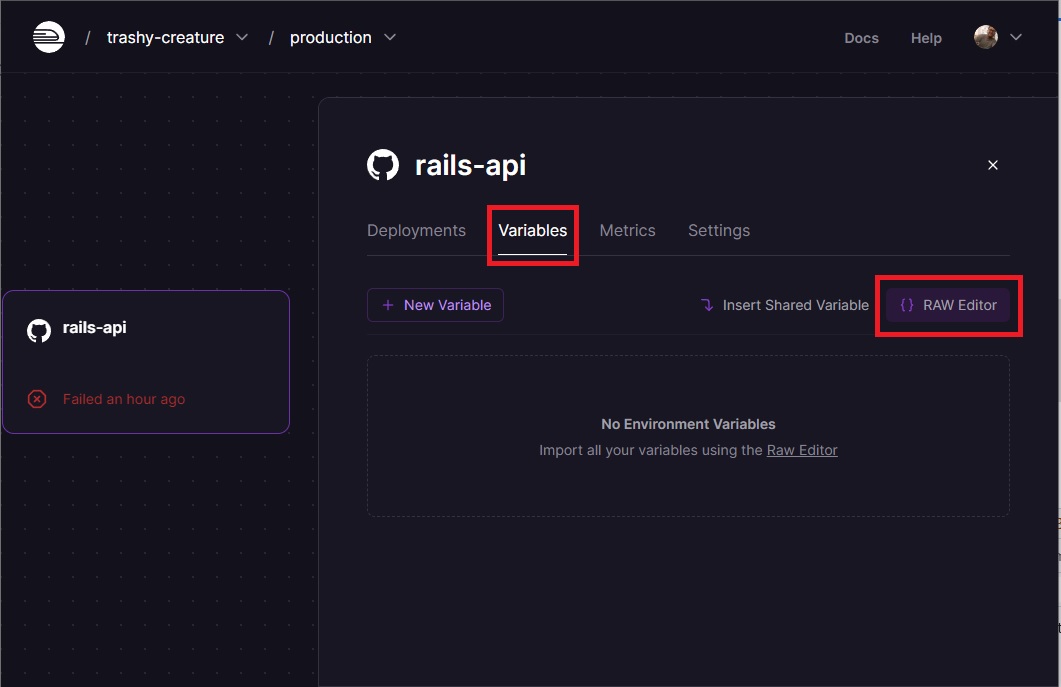 / trashy-creature / production Docs Help
rails-api
Deployments Variables Metrics Settings
+ New Variable Insert Shared Variable {} RAW Editor
rails-api
Failed an hour ago
No Environment Variables
Import all your variables using the Raw Editor